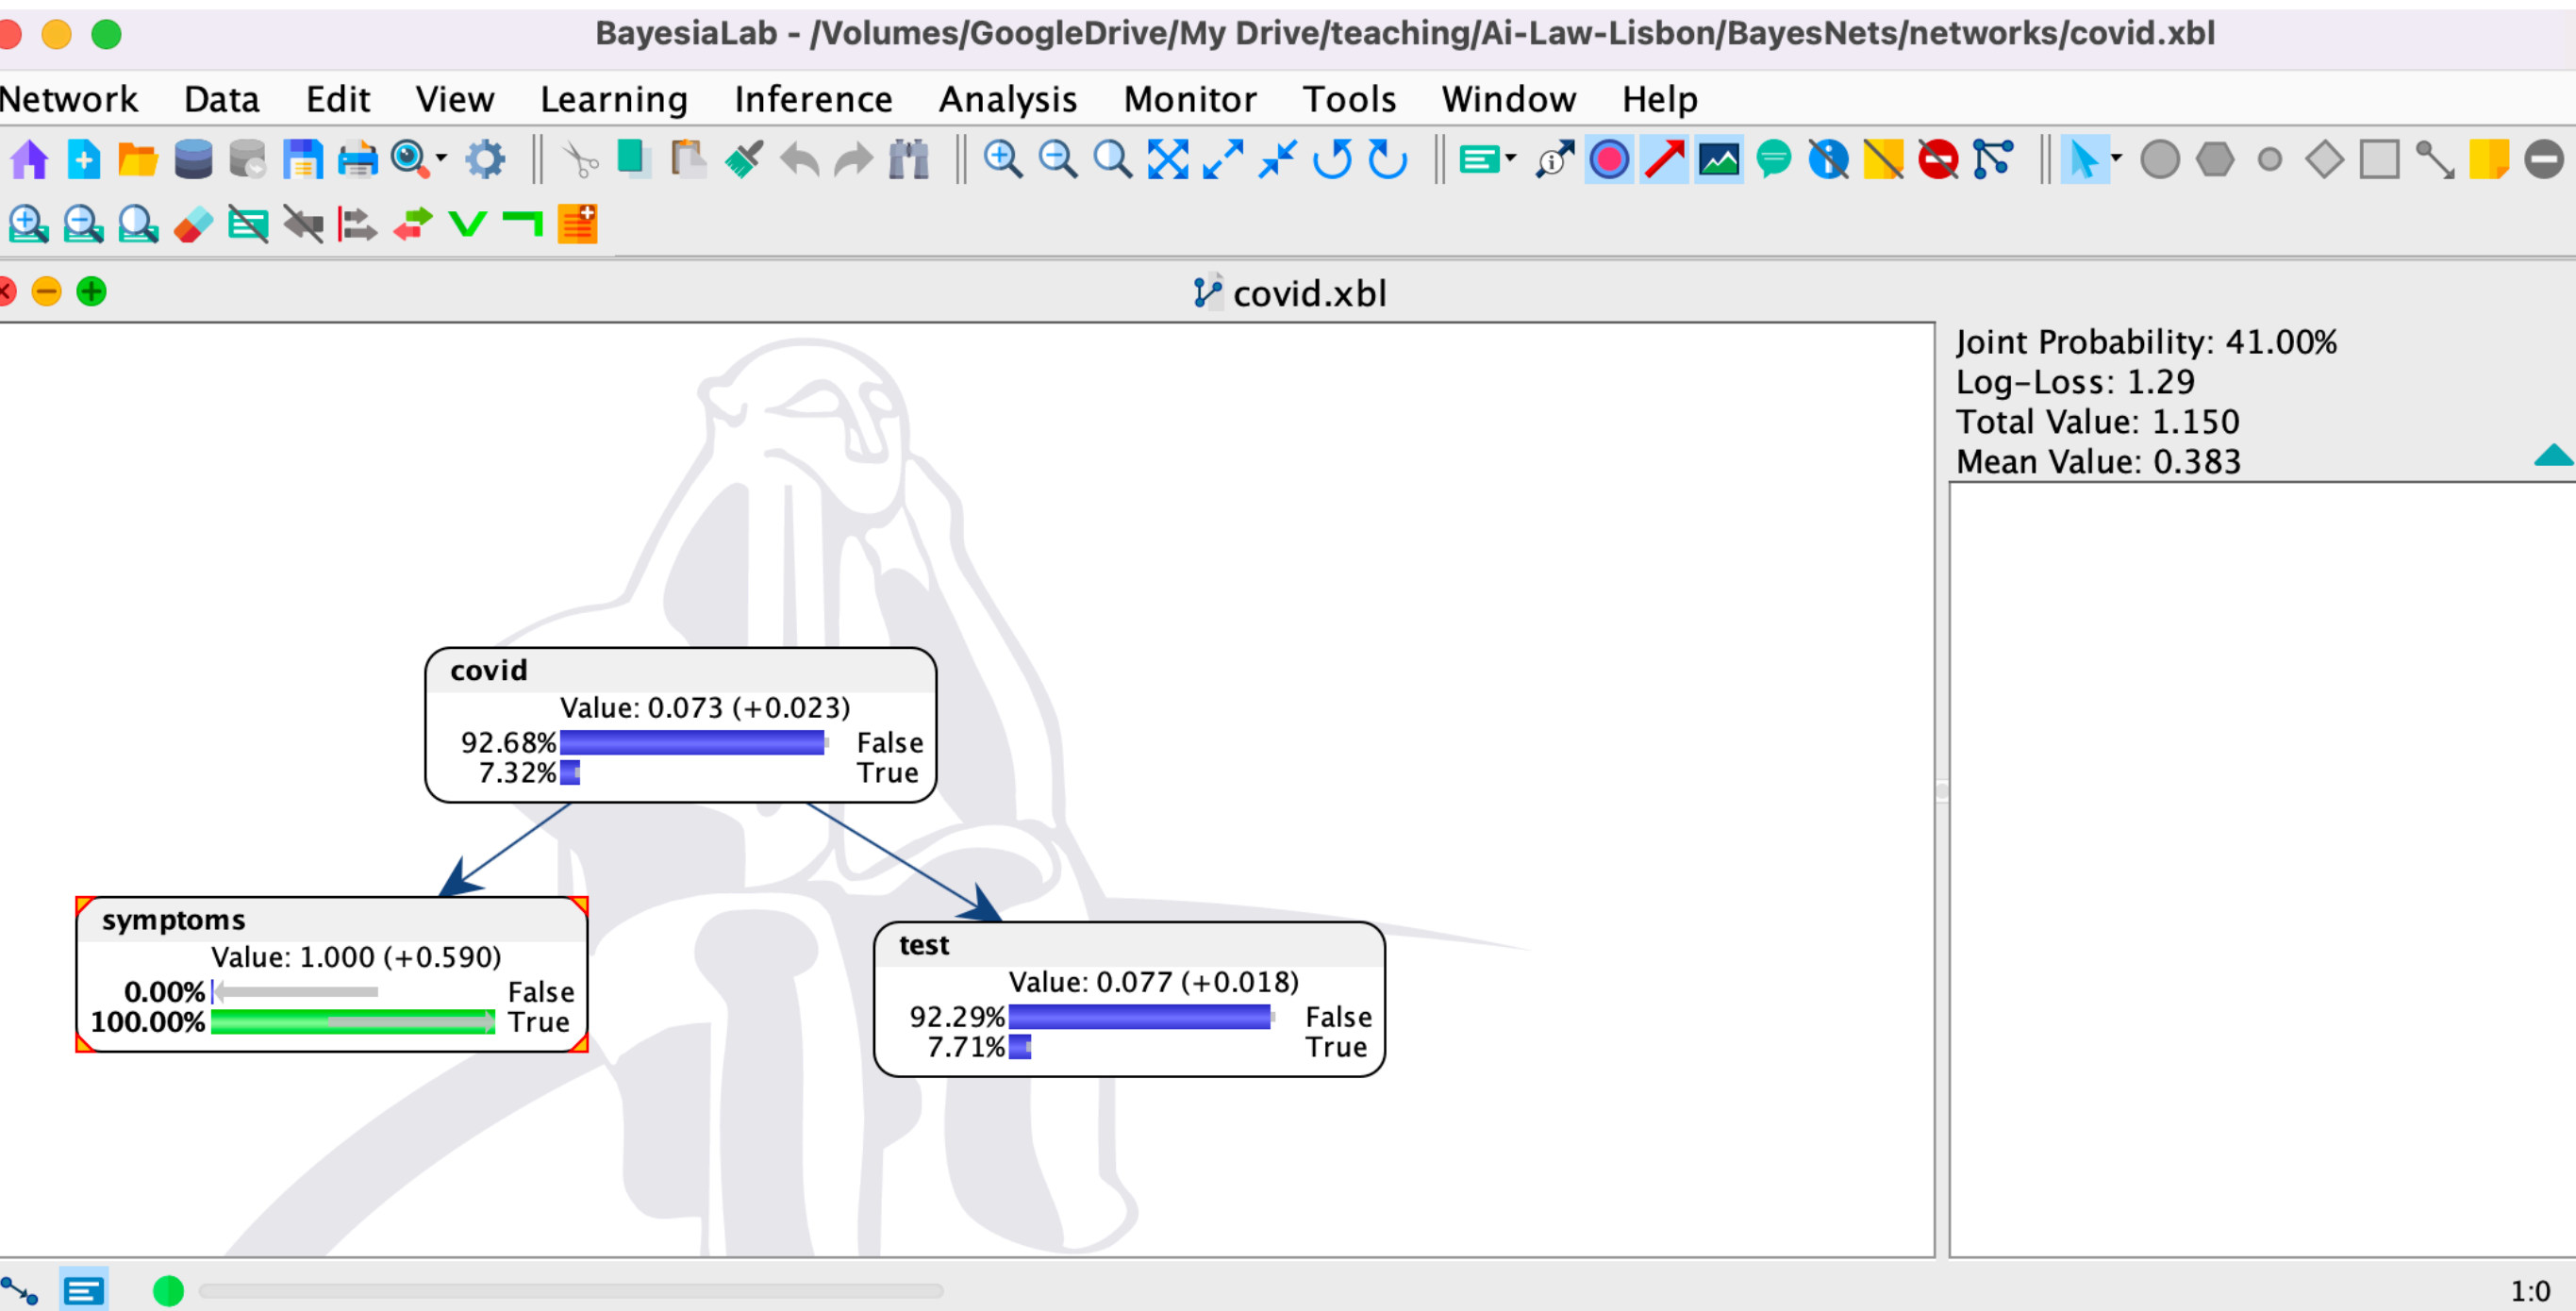 BayesiaLab - /Volumes/GoogleDrive/My Drive/teaching/Ai-Law-Lisbon/BayesNets/networks/covid.xbl
Network Data Edit View Learning Inference Analysis Monitor Tools Window Help
covid.xbl
Joint Probability: 41.00%
Log-Loss: 1.29
Total Value: 1.150
Mean Value: 0.383
covid
Value: 0.073 (+0.023)
92.68% False
7.32% True
symptoms
Value: 1.000 (+0.590)
0.00% False
100.00% True
test
Value: 0.077 (+0.018)
92.29% False
7.71% True
1:0